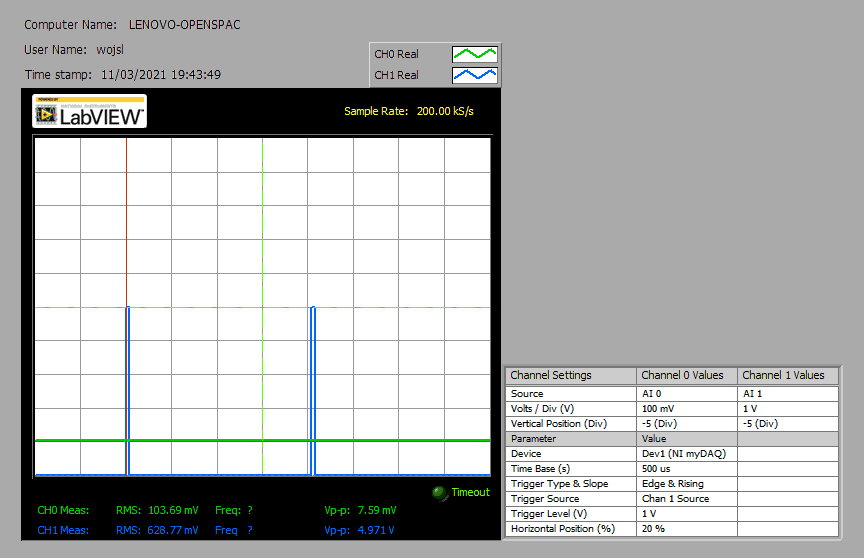 Computer Name: LENOVO-OPENSPAC
User Name: wojsl
Time stamp: 11/03/2021 19:43:49
CH0 Real
CH1 Real
POWERED BY
NATIONAL INSTRUMENTS
LabVIEW™
Sample Rate: 200.00 kS/s
Timeout
CH0 Meas: RMS: 103.69 mV Freq: ? Vp-p: 7.59 mV
CH1 Meas: RMS: 628.77 mV Freq ? Vp-p: 4.971 V
Channel Settings Channel 0 Values Channel 1 Values
Source AI 0 AI 1
Volts / Div (V) 100 mV 1 V
Vertical Position (Div) -5 (Div) -5 (Div)
Parameter Value
Device Dev1 (NI myDAQ)
Time Base (s) 500 us
Trigger Type & Slope Edge & Rising
Trigger Source Chan 1 Source
Trigger Level (V) 1 V
Horizontal Position (%) 20 %